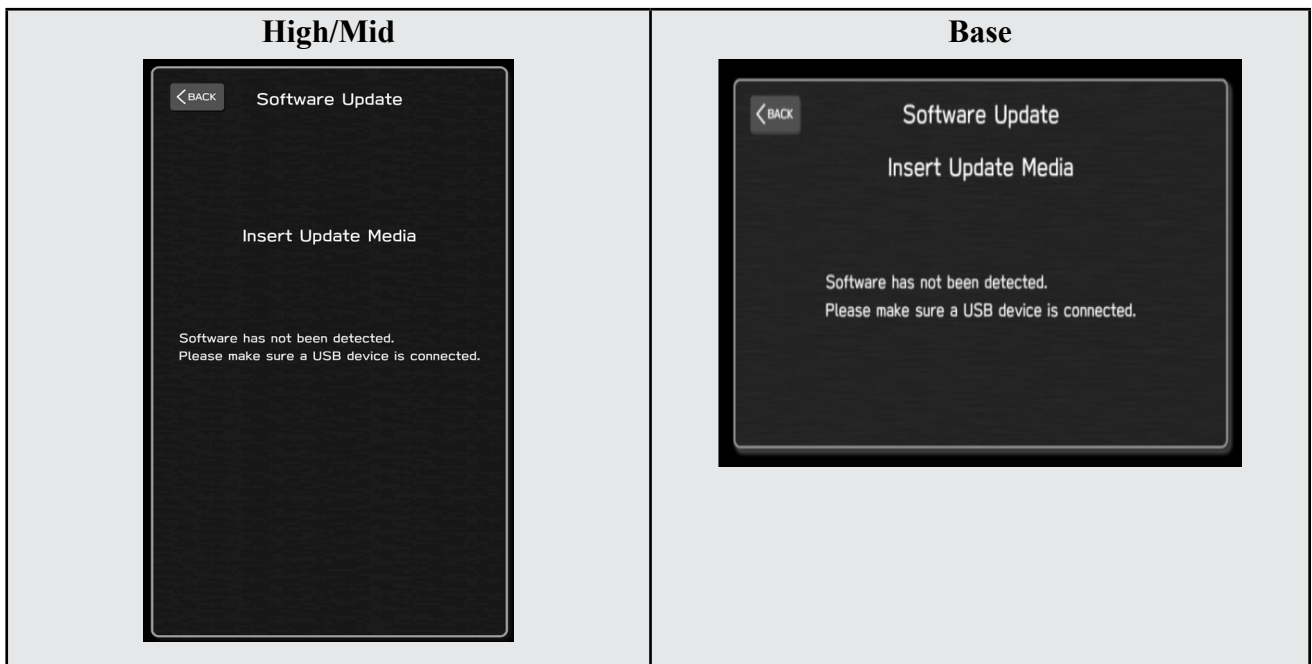 High/Mid
BACK
Software Update
Insert Update Media
Software has not been detected.
Please make sure a USB device is connected.
Base
BACK
Software Update
Insert Update Media
Software has not been detected.
Please make sure a USB device is connected.